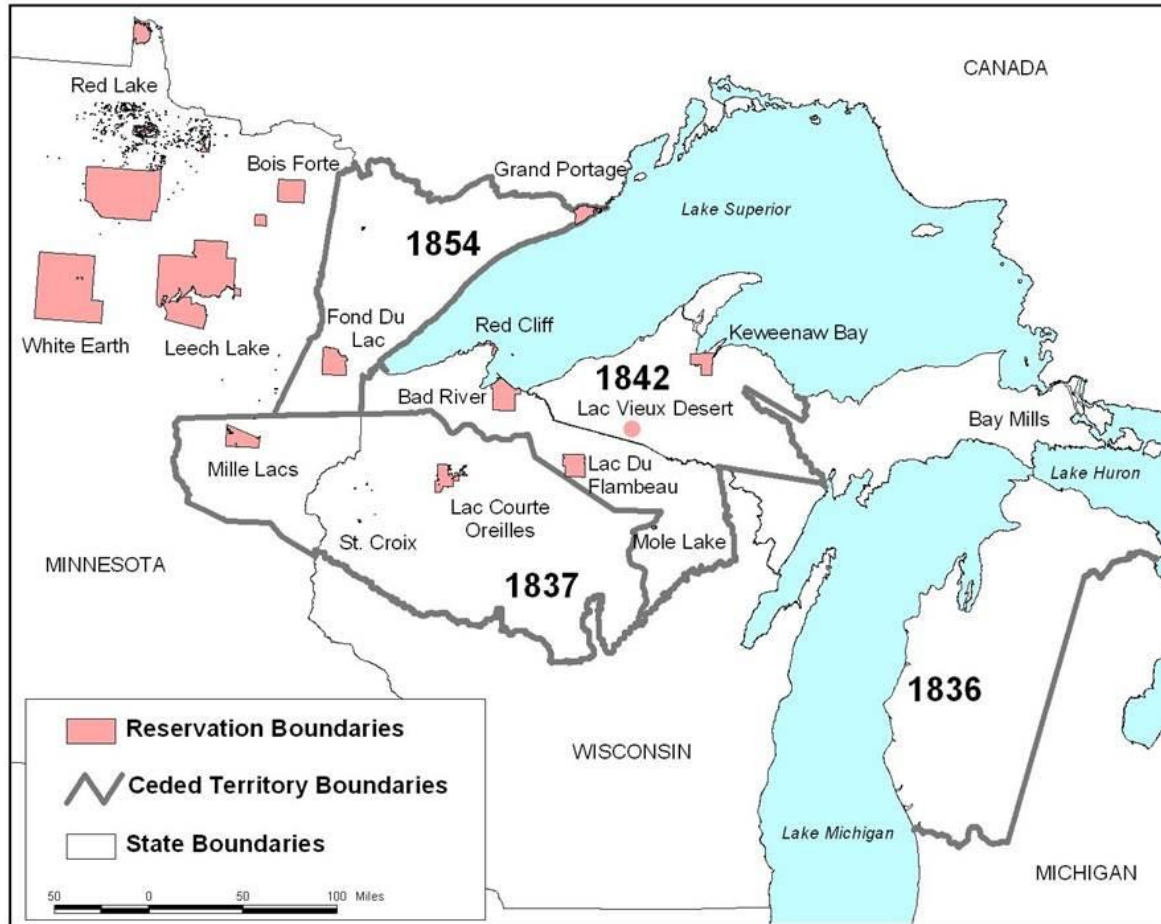 CANADA
Red Lake
Bois Forte
Grand Portage
Lake Superior
1854
White Earth
Leech Lake
Fond Du
Lac
Red Cliff
Keweenaw Bay
1842
Bad River
Lac Vieux Desert
Bay Mills
Mille Lacs
Lac Du
Flambeau
Lake Huron
Lac Courte
Oreilles
St. Croix
Mole Lake
MINNESOTA
1837
1836
Reservation Boundaries
WISCONSIN
Ceded Territory Boundaries
Lake Michigan
State Boundaries
MICHIGAN
50 0 50 100 Miles